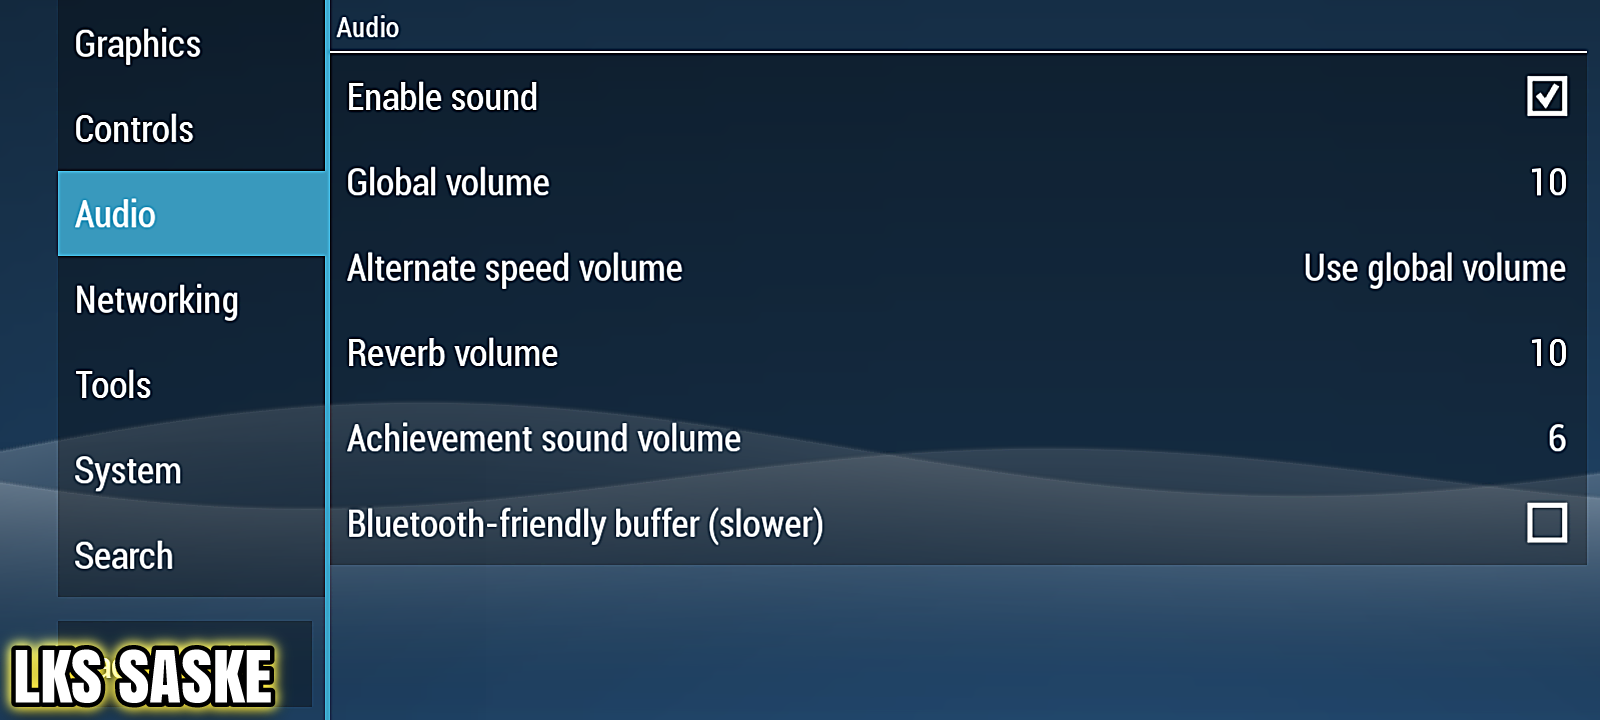 Graphics
Controls
Audio
Networking
Tools
System
Search
LKS SASKE
Audio
Enable sound
Global volume 10
Alternate speed volume Use global volume
Reverb volume 10
Achievement sound volume 6
Bluetooth-friendly buffer (slower)